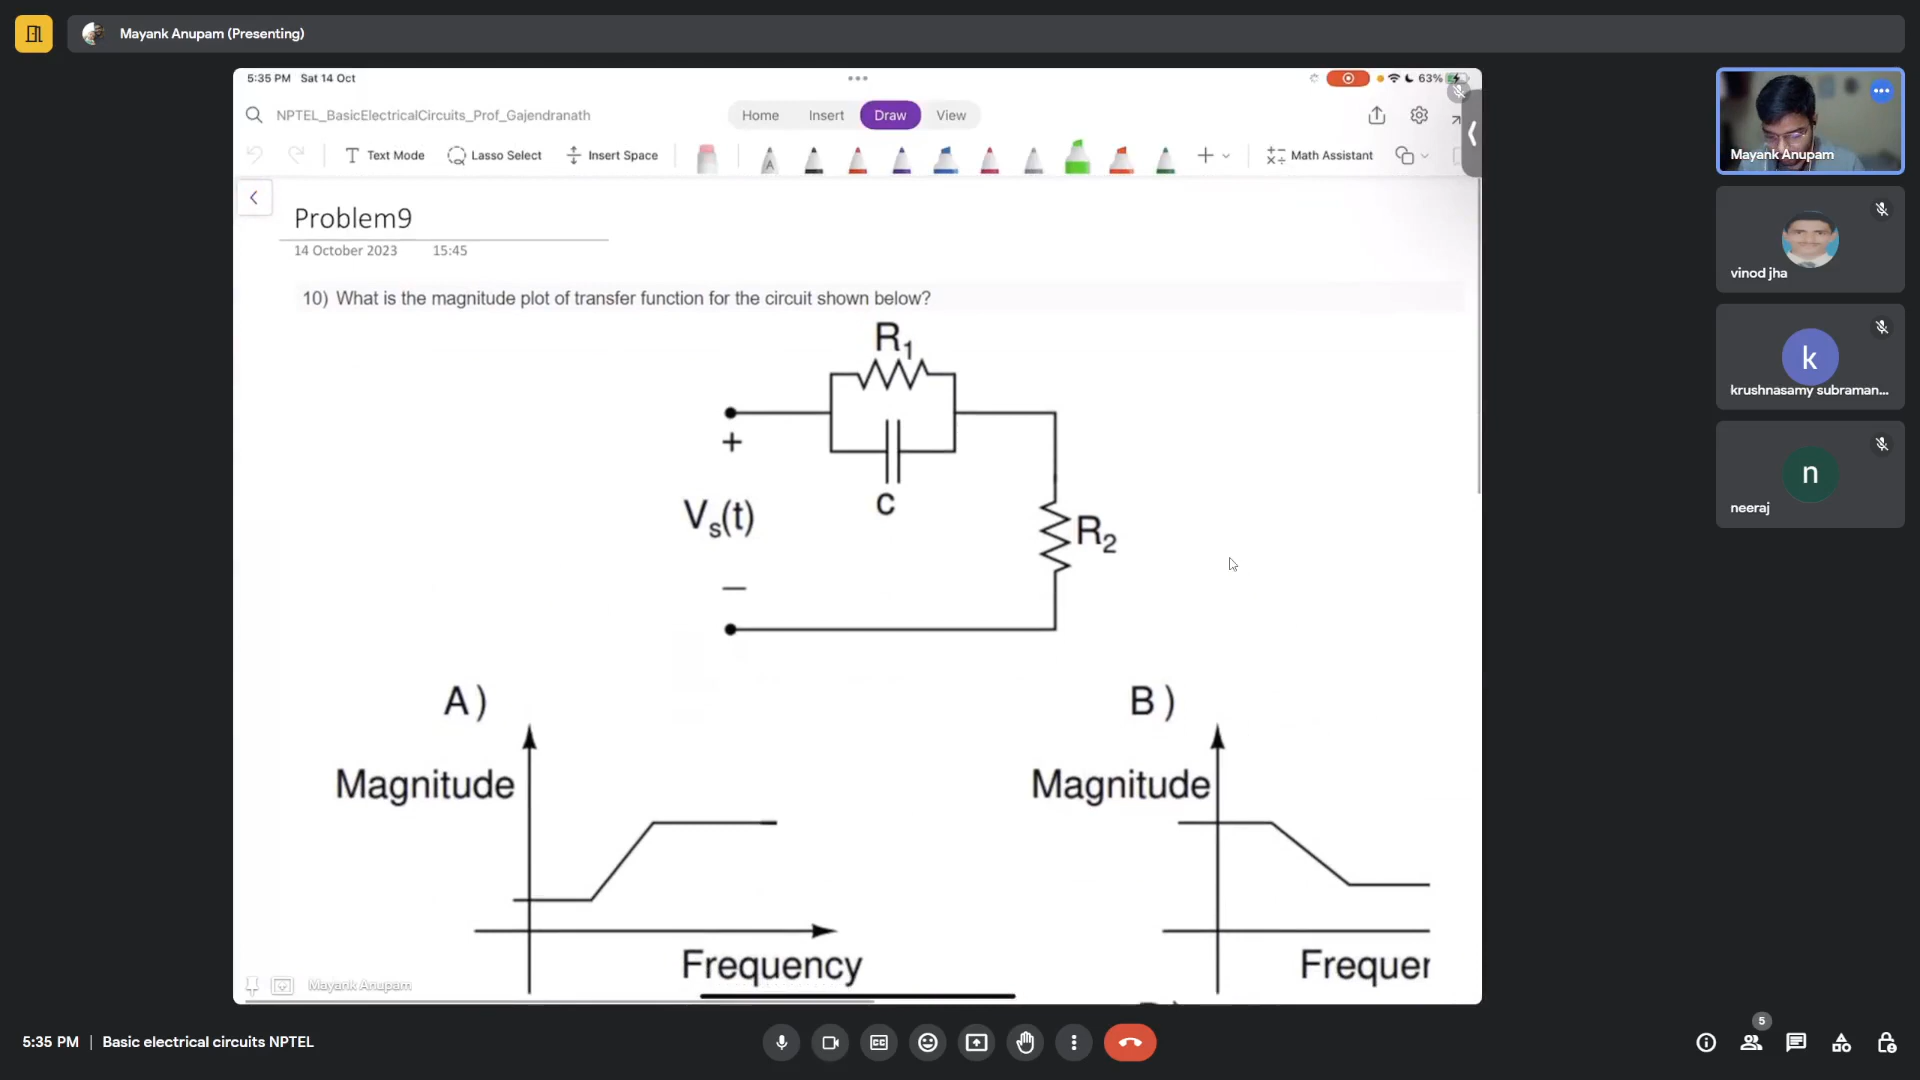 Mayank Anupam (Presenting)
5:35 PM Sat 14 Oct
63%
NPTEL_BasicElectricalCircuits_Prof_Gajendranath
Home Insert Draw View
Text Mode Lasso Select Insert Space A Math Assistant
Problem9
14 October 2023 15:45
10) What is the magnitude plot of transfer function for the circuit shown below?
R1
+
C
Vs(t)
R2
–
A ) B )
Magnitude Magnitude
Frequency Frequer
Mayank Anupam
Mayank Anupam
vinod jha
k
krushnasamy subraman...
n
neeraj
5:35 PM | Basic electrical circuits NPTEL
5